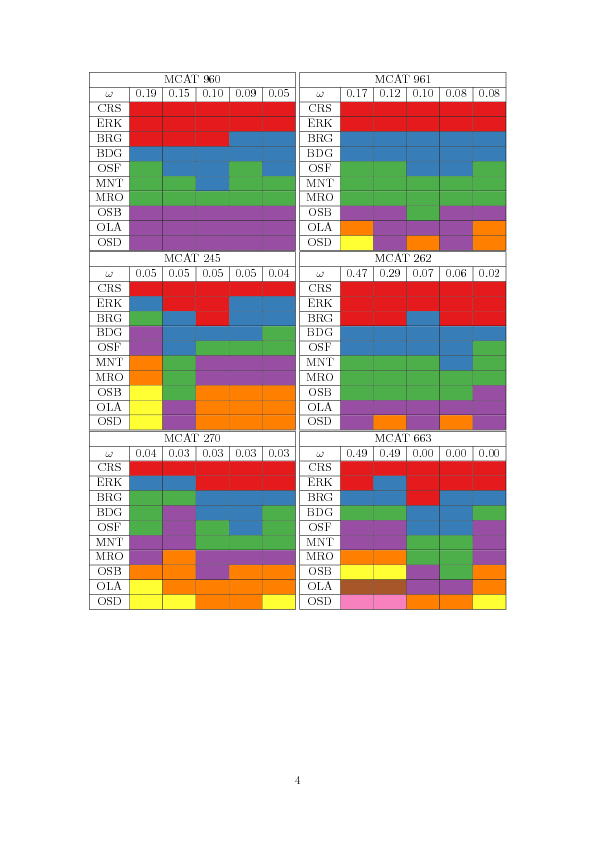 MCAT 960
ω 0.19 0.15 0.10 0.09 0.05
CRS
ERK
BRG
BDG
OSF
MNT
MRO
OSB
OLA
OSD
MCAT 961
ω 0.17 0.12 0.10 0.08 0.08
CRS
ERK
BRG
BDG
OSF
MNT
MRO
OSB
OLA
OSD
MCAT 245
ω 0.05 0.05 0.05 0.05 0.04
CRS
ERK
BRG
BDG
OSF
MNT
MRO
OSB
OLA
OSD
MCAT 262
ω 0.47 0.29 0.07 0.06 0.02
CRS
ERK
BRG
BDG
OSF
MNT
MRO
OSB
OLA
OSD
MCAT 270
ω 0.04 0.03 0.03 0.03 0.03
CRS
ERK
BRG
BDG
OSF
MNT
MRO
OSB
OLA
OSD
MCAT 663
ω 0.49 0.49 0.00 0.00 0.00
CRS
ERK
BRG
BDG
OSF
MNT
MRO
OSB
OLA
OSD
4